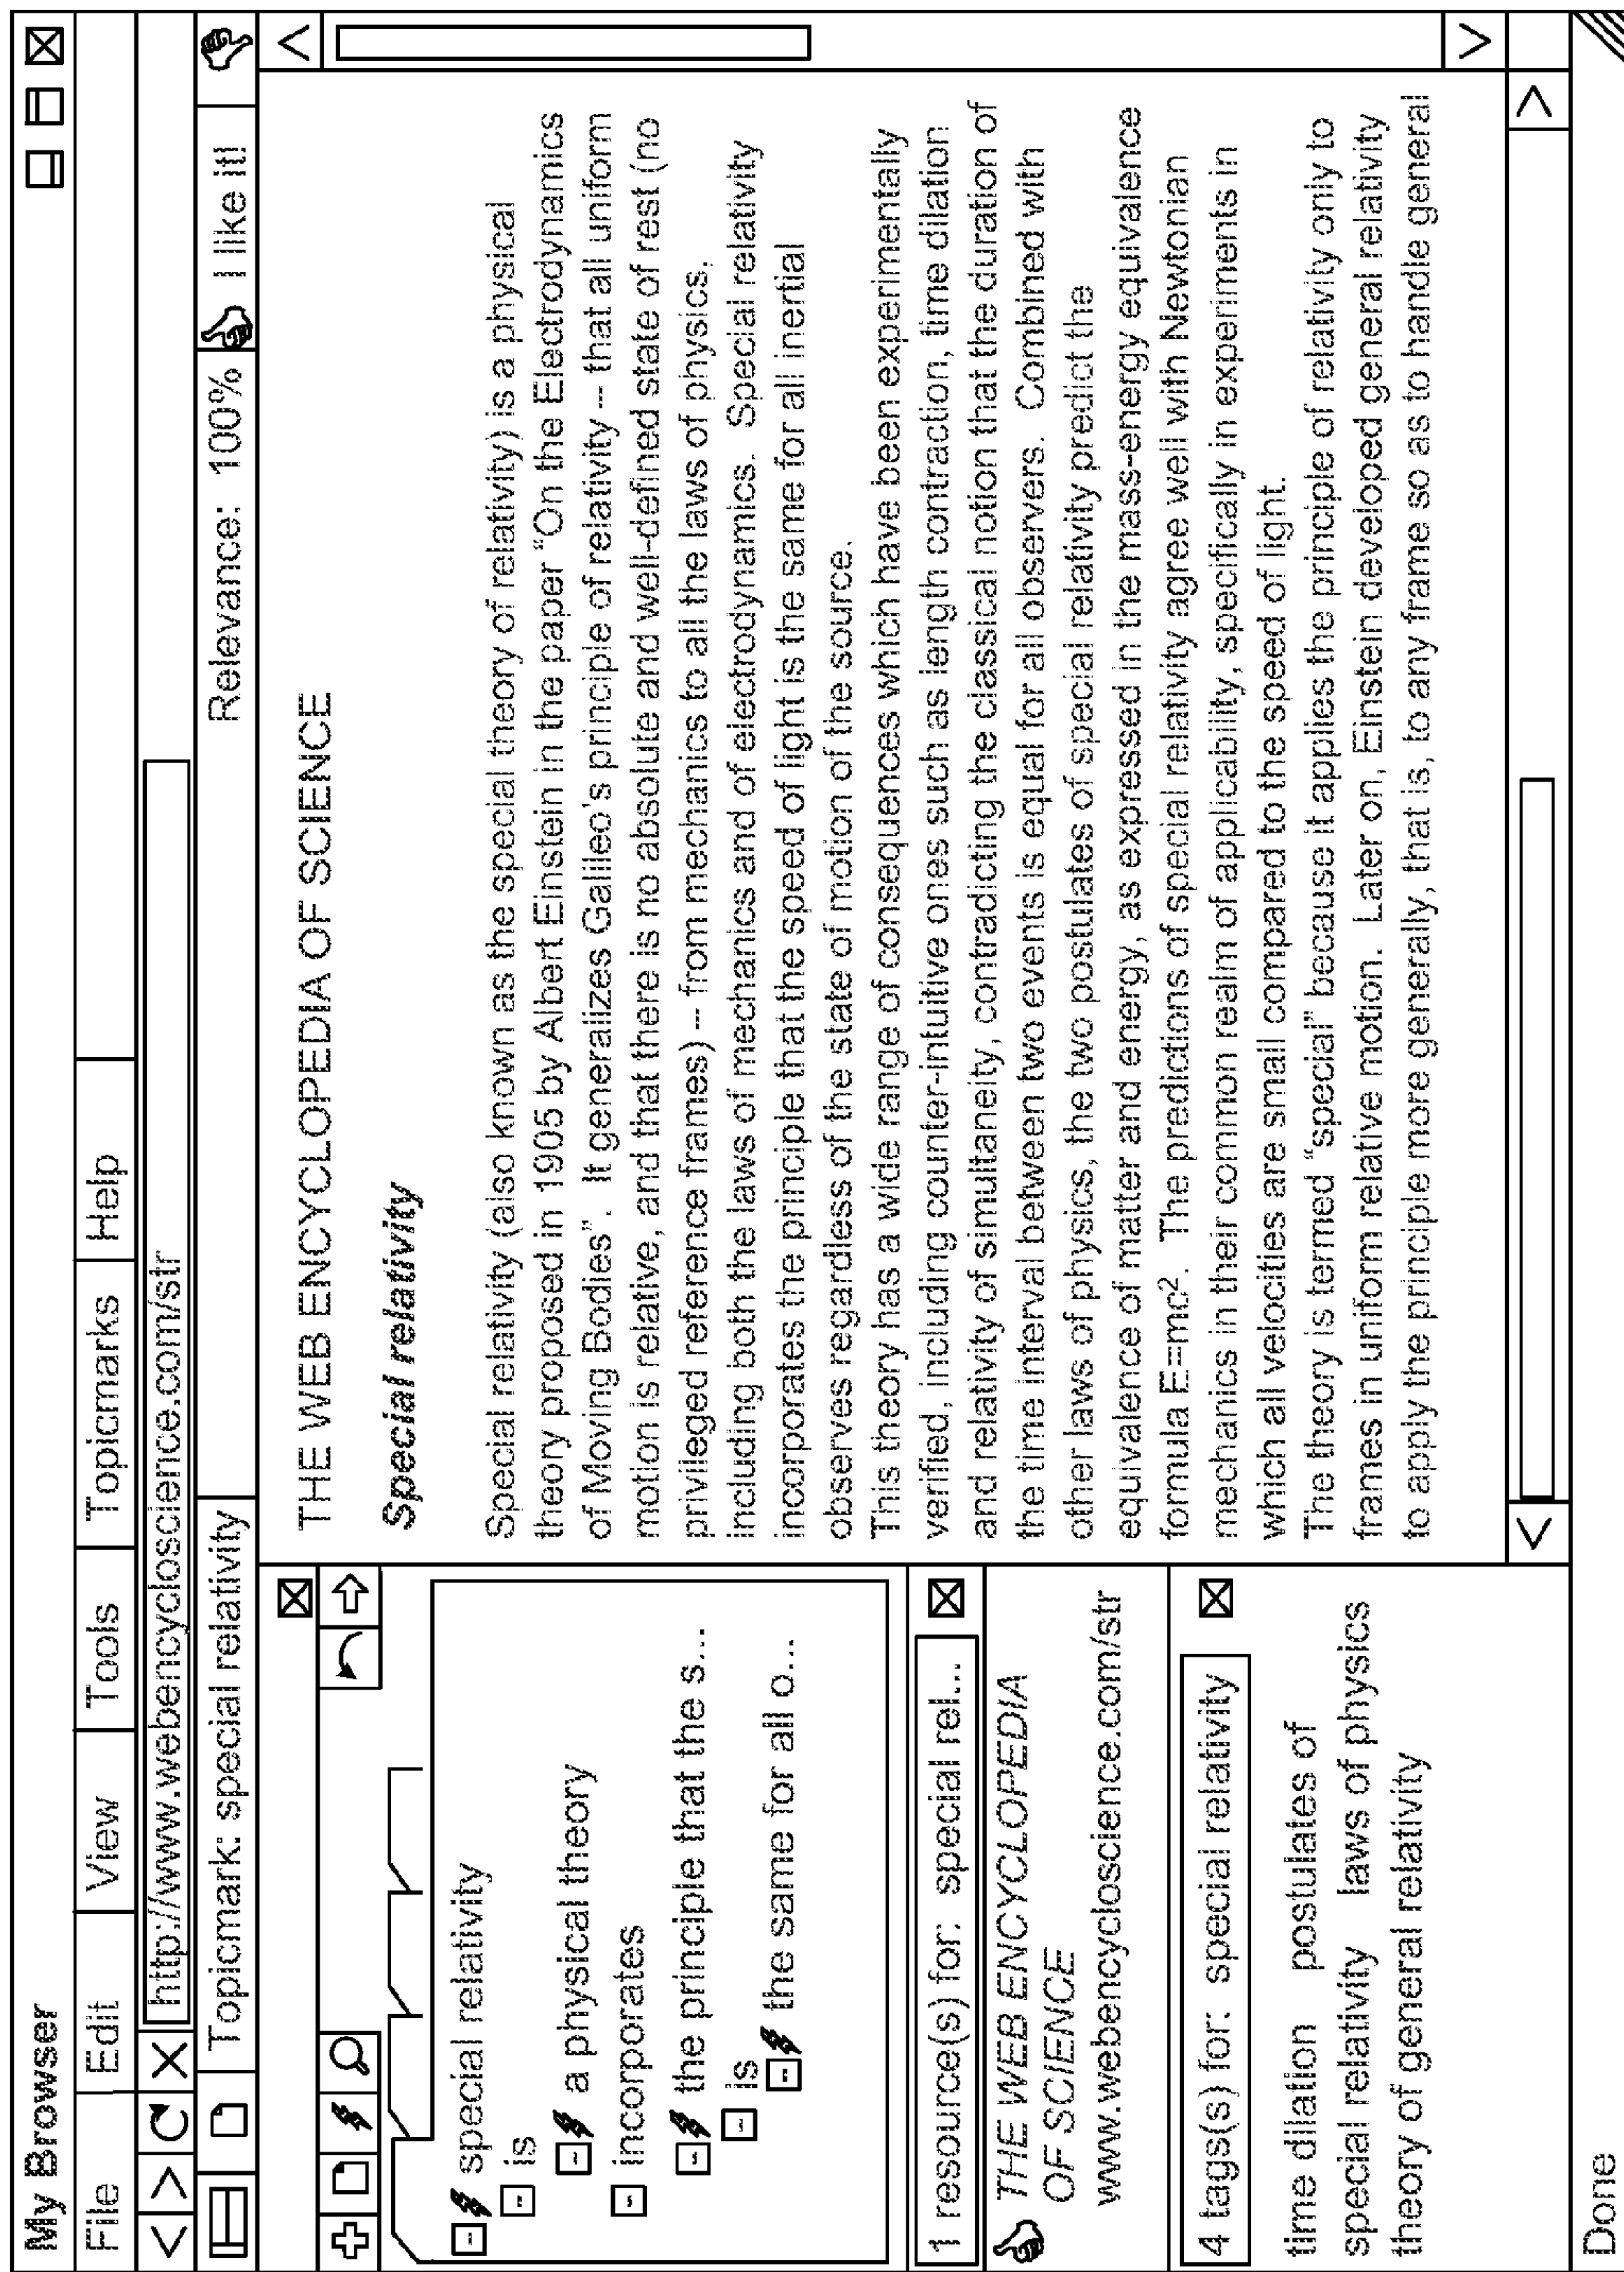 My Browser
File Edit View Tools Topicmarks Help
http://www.webencycloscience.com/str
Topicmark: special relativity Relevance: 100% I like it!
special relativity
is
a physical theory
incorporates
the principle that the s...
is
the same for all o...
1 resource(s) for: special rel...
THE WEB ENCYCLOPEDIA
OF SCIENCE
www.webencycloscience.com/str
4 tags(s) for: special relativity
time dilation postulates of
special relativity laws of physics
theory of general relativity
THE WEB ENCYCLOPEDIA OF SCIENCE
Special relativity
Special relativity (also known as the special theory of relativity) is a physical
theory proposed in 1905 by Albert Einstein in the paper "On the Electrodynamics
of Moving Bodies". It generalizes Galileo's principle of relativity -- that all uniform
motion is relative, and that there is no absolute and well-defined state of rest (no
privileged reference frames) -- from mechanics to all the laws of physics,
including both the laws of mechanics and of electrodynamics. Special relativity
incorporates the principle that the speed of light is the same for all inertial
observes regardless of the state of motion of the source.
This theory has a wide range of consequences which have been experimentally
verified, including counter-intuitive ones such as length contraction, time dilation
and relativity of simultaneity, contradicting the classical notion that the duration of
the time interval between two events is equal for all observers. Combined with
other laws of physics, the two postulates of special relativity predict the
equivalence of matter and energy, as expressed in the mass-energy equivalence
formula E=mc². The predictions of special relativity agree well with Newtonian
mechanics in their common realm of applicability, specifically in experiments in
which all velocities are small compared to the speed of light.
The theory is termed "special" because it applies the principle of relativity only to
frames in uniform relative motion. Later on, Einstein developed general relativity
to apply the principle more generally, that is, to any frame so as to handle general
Done